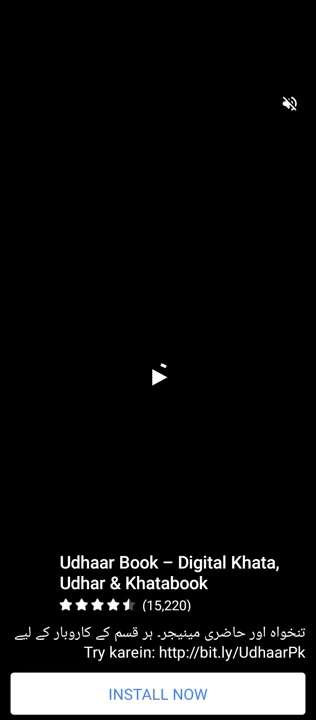 Udhaar Book – Digital Khata,
Udhar & Khatabook
(15,220)
تنخواہ اور حاضری مینیجر۔ ہر قسم کے کاروبار کے لیے
Try karein: http://bit.ly/UdhaarPk
INSTALL NOW